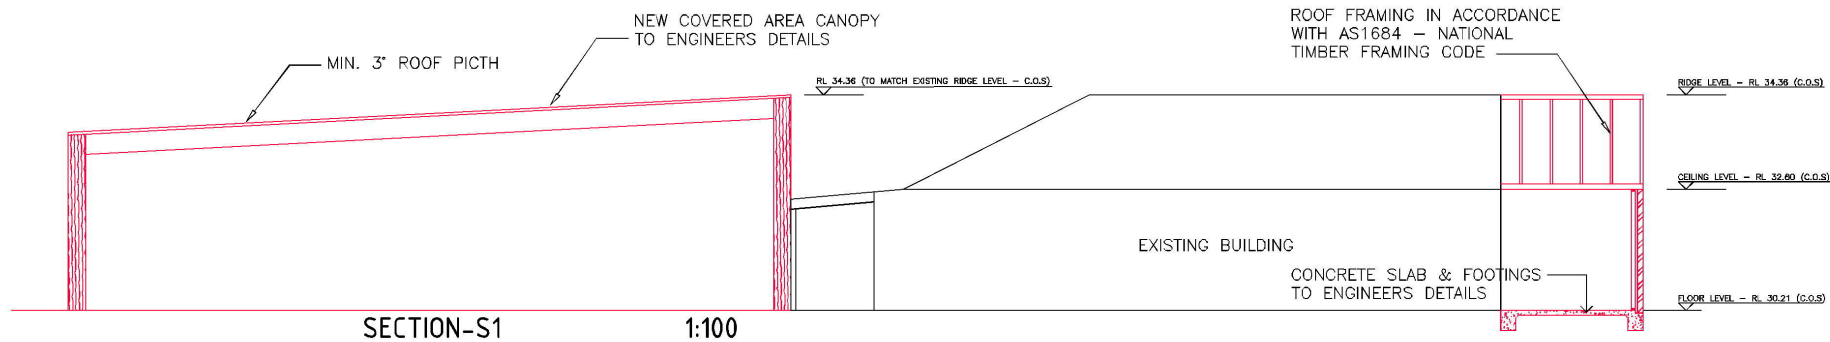 NEW COVERED AREA CANOPY
TO ENGINEERS DETAILS
MIN. 3° ROOF PICTH
RL 34.36 (TO MATCH EXISTING RIDGE LEVEL - C.O.S)
ROOF FRAMING IN ACCORDANCE
WITH AS1684 - NATIONAL
TIMBER FRAMING CODE
RIDGE LEVEL - RL 34.36 (C.O.S)
CEILING LEVEL - RL 32.60 (C.O.S)
EXISTING BUILDING
CONCRETE SLAB & FOOTINGS
TO ENGINEERS DETAILS
FLOOR LEVEL - RL 30.21 (C.O.S)
SECTION-S1 1:100